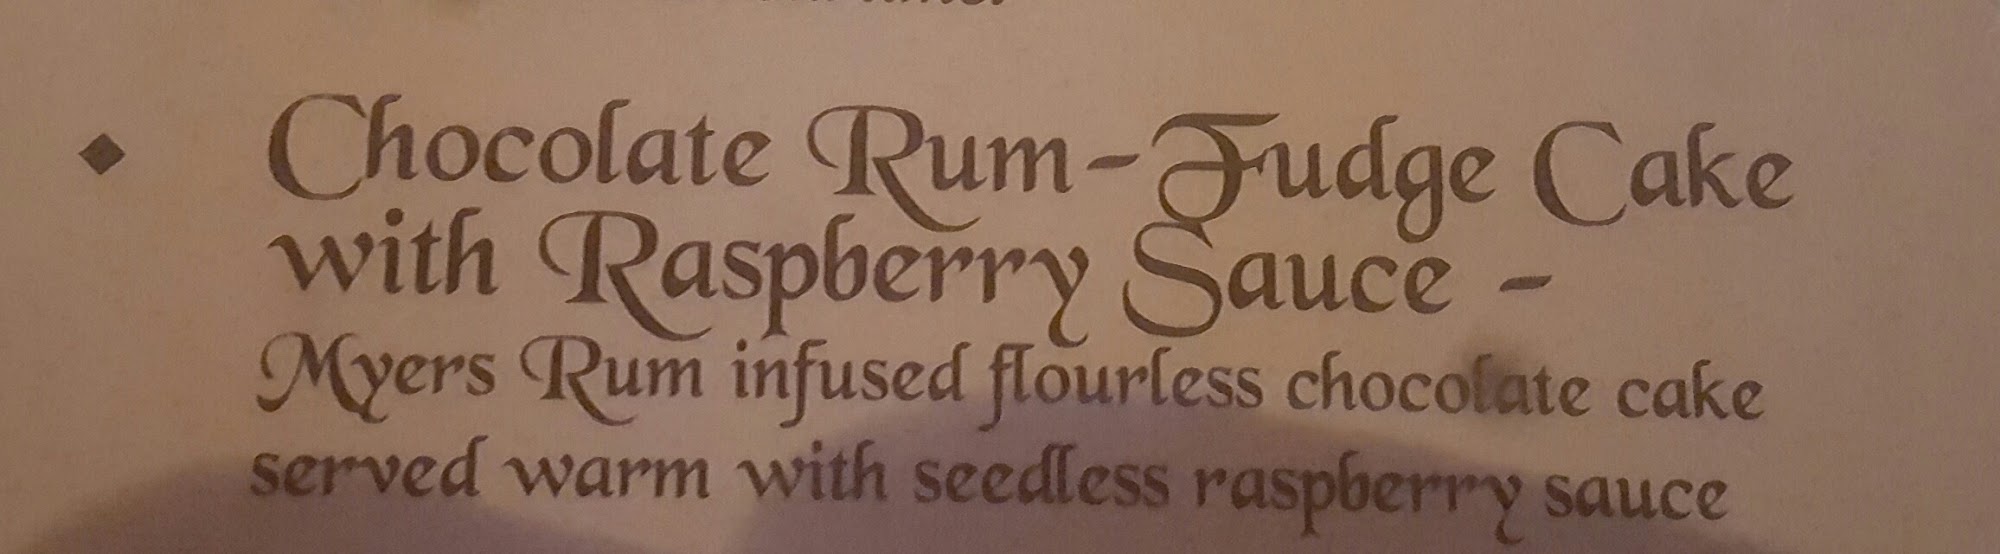 ◆ Chocolate Rum-Fudge Cake
with Raspberry Sauce -
Myers Rum infused flourless chocolate cake
served warm with seedless raspberry sauce